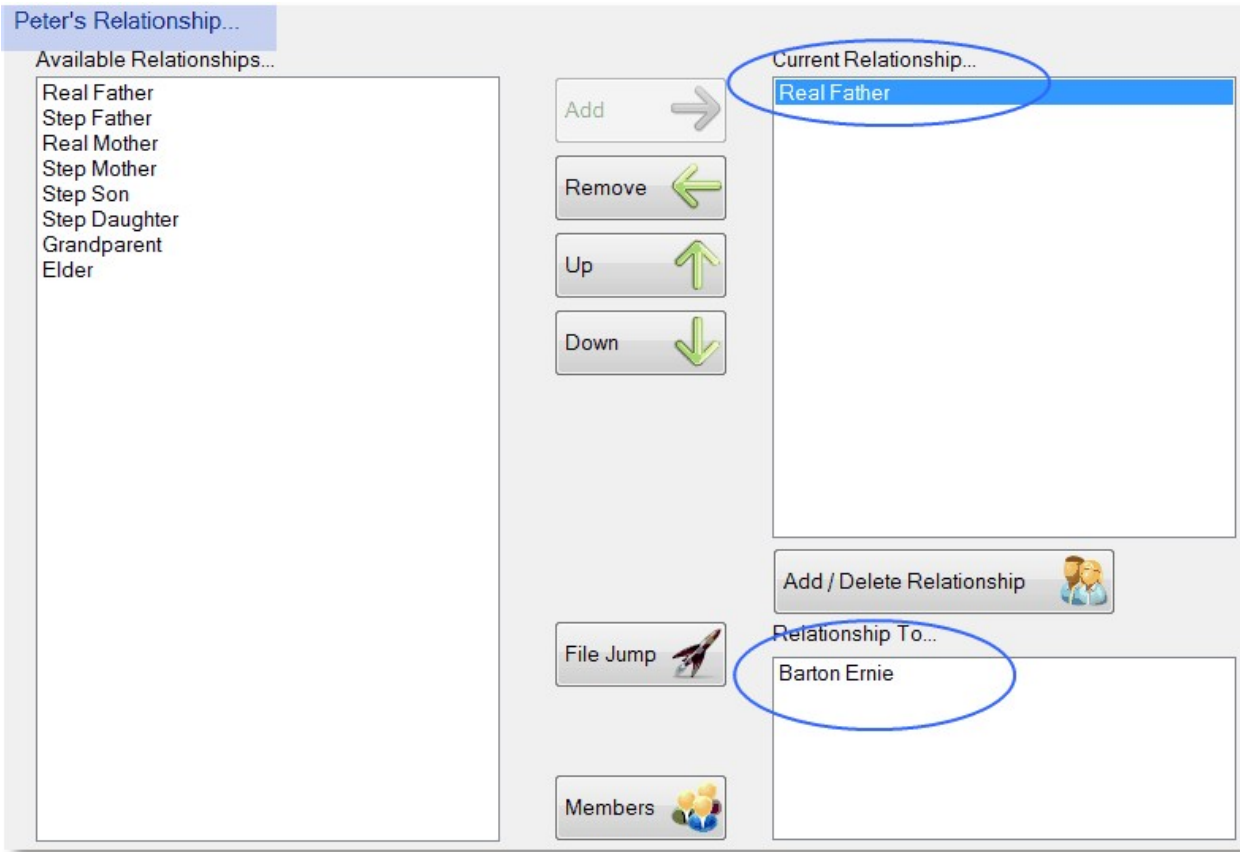 Peter's Relationship...
Available Relationships...
Real Father
Step Father
Real Mother
Step Mother
Step Son
Step Daughter
Grandparent
Elder
Add
Remove
Up
Down
File Jump
Members
Current Relationship...
Real Father
Add / Delete Relationship
Relationship To...
Barton Ernie